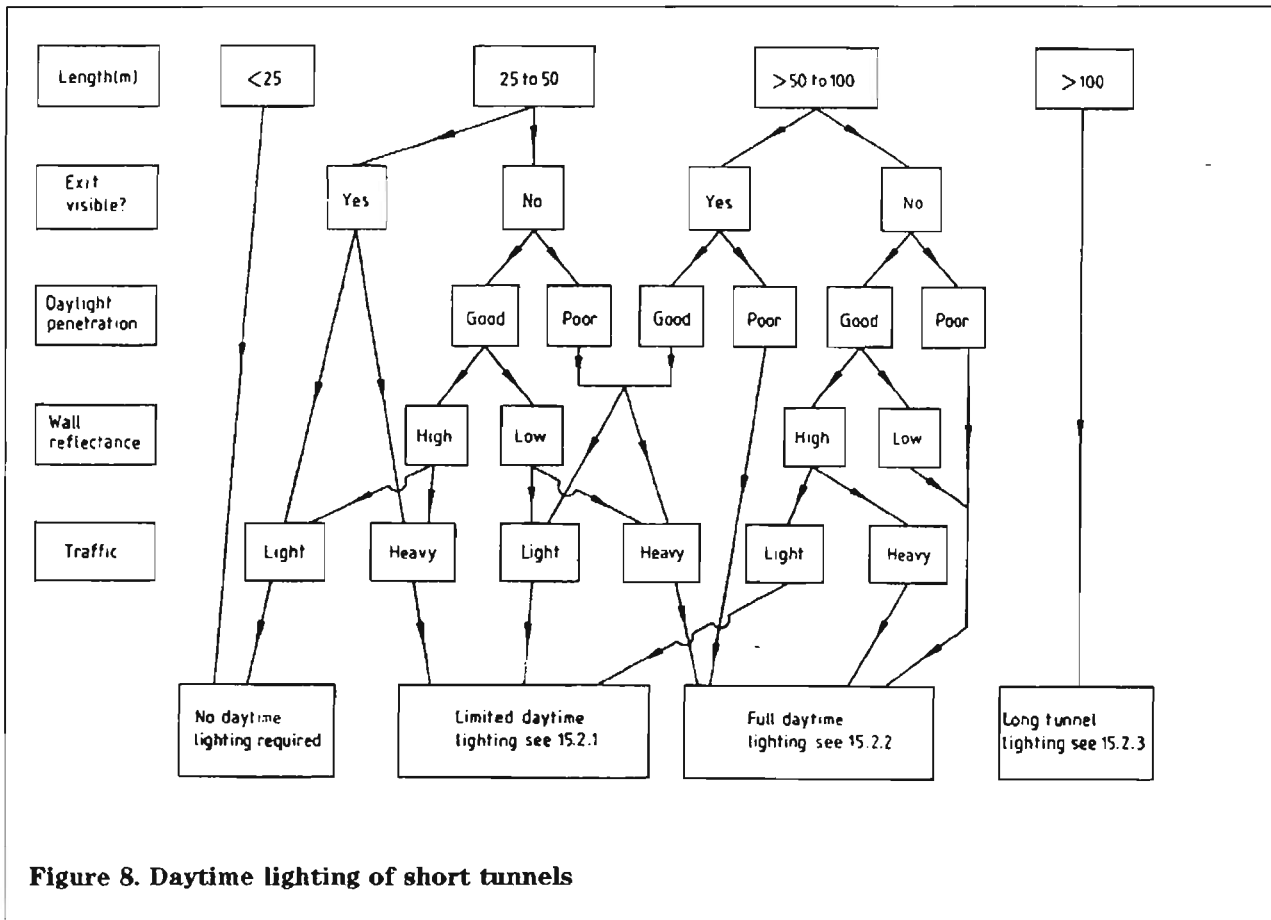 Length(m)
<25
25 to 50
>50 to 100
>100
Exit
visible?
Yes
No
Yes
No
Daylight
penetration
Good
Poor
Good
Poor
Good
Poor
Wall
reflectance
High
Low
High
Low
Traffic
Light
Heavy
Light
Heavy
Light
Heavy
No daytime
lighting required
Limited daytime
lighting see 15.2.1
Full daytime
lighting see 15.2.2
Long tunnel
lighting see 15.2.3
Figure 8. Daytime lighting of short tunnels